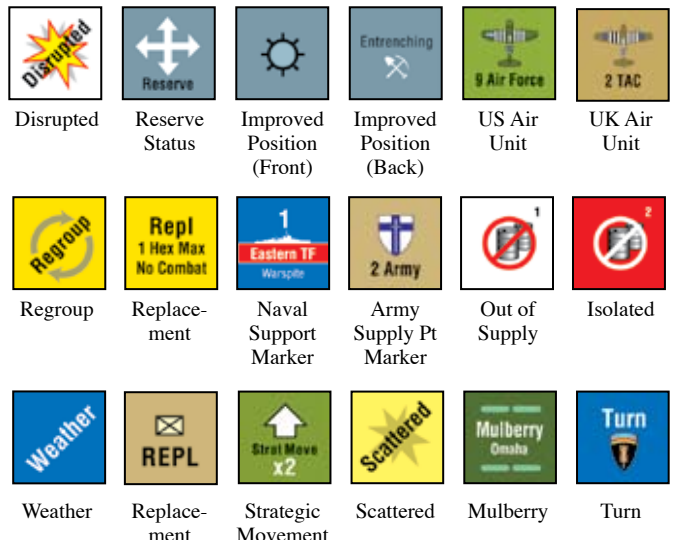 Disrupted
Reserve
Entrenching
9 Air Force
2 TAC
Disrupted
Reserve
Status
Improved
Position
(Front)
Improved
Position
(Back)
US Air
Unit
UK Air
Unit
Regroup
Repl
1 Hex Max
No Combat
1
Eastern TF
Warspite
2 Army
1
2
Regroup
Replace-
ment
Naval
Support
Marker
Army
Supply Pt
Marker
Out of
Supply
Isolated
Weather
REPL
Strat Move
x2
Scattered
Mulberry
Omaha
Turn
Weather
Replace-
ment
Strategic
Movement
Scattered
Mulberry
Turn